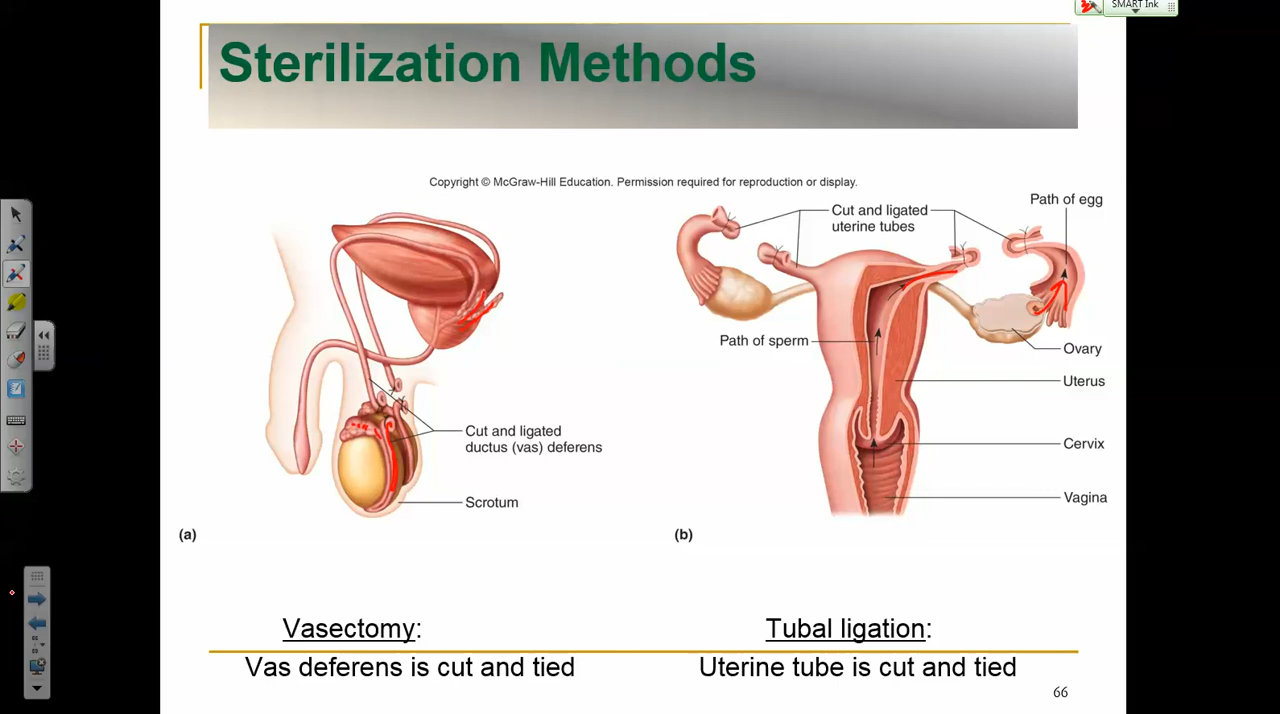 SMART Ink
Sterilization Methods
Copyright © McGraw-Hill Education. Permission required for reproduction or display.
Cut and ligated
ductus (vas) deferens
Scrotum
(a)
Cut and ligated
uterine tubes
Path of egg
Path of sperm
Ovary
Uterus
Cervix
Vagina
(b)
Vasectomy:
Vas deferens is cut and tied
Tubal ligation:
Uterine tube is cut and tied
66